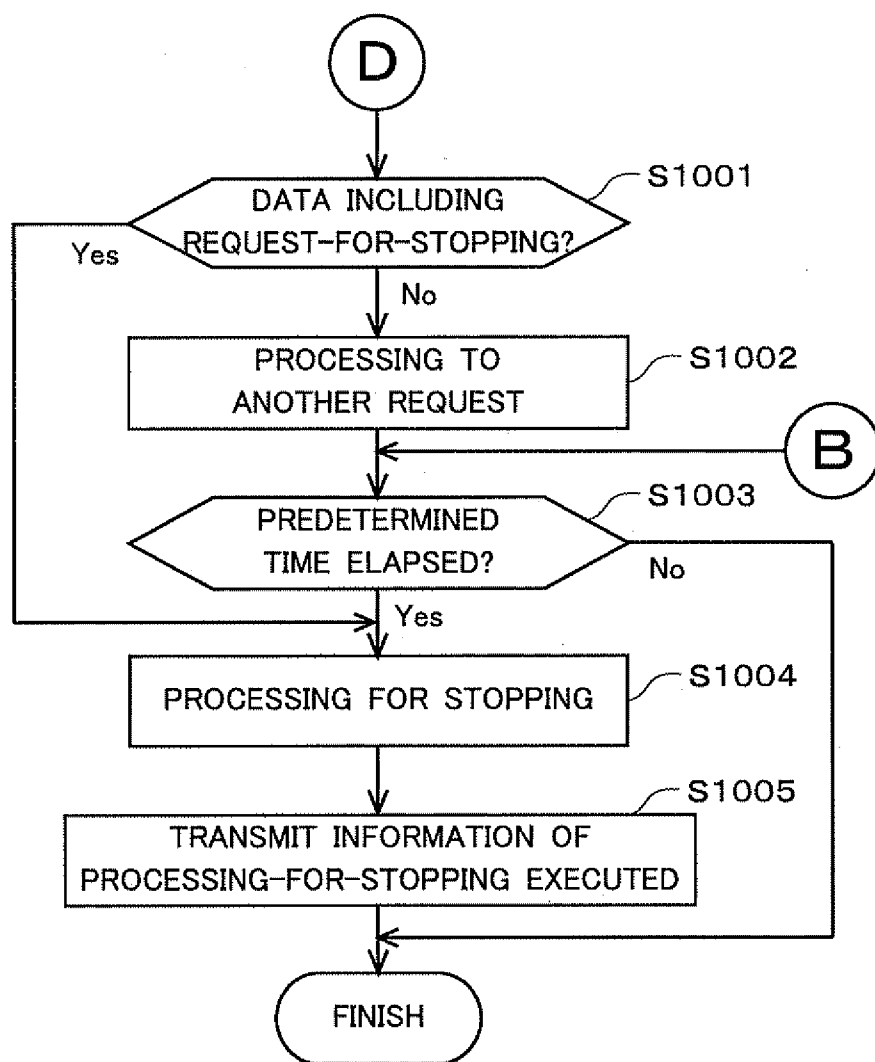 D
S1001
DATA INCLUDING
REQUEST-FOR-STOPPING?
Yes
No
PROCESSING TO
ANOTHER REQUEST
S1002
B
S1003
PREDETERMINED
TIME ELAPSED?
No
Yes
PROCESSING FOR STOPPING
S1004
S1005
TRANSMIT INFORMATION OF
PROCESSING-FOR-STOPPING EXECUTED
FINISH